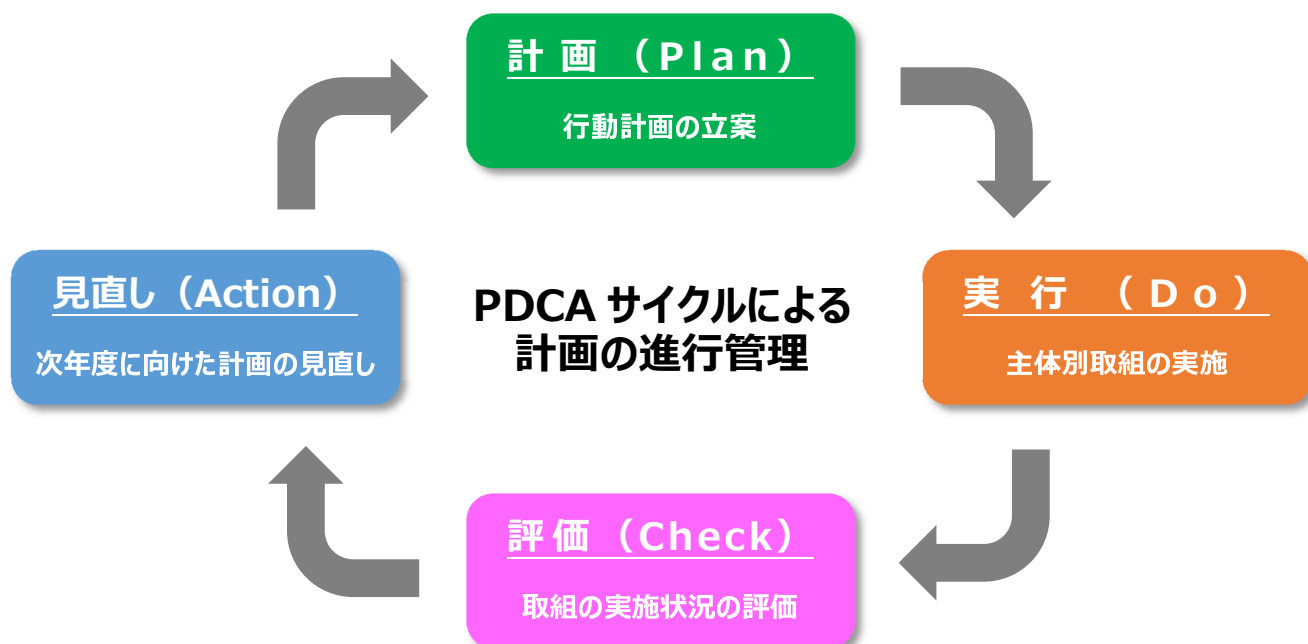 計画（Plan）
行動計画の立案
見直し（Action）
次年度に向けた計画の見直し
PDCA サイクルによる
計画の進行管理
実行（Do）
主体別取組の実施
評価（Check）
取組の実施状況の評価